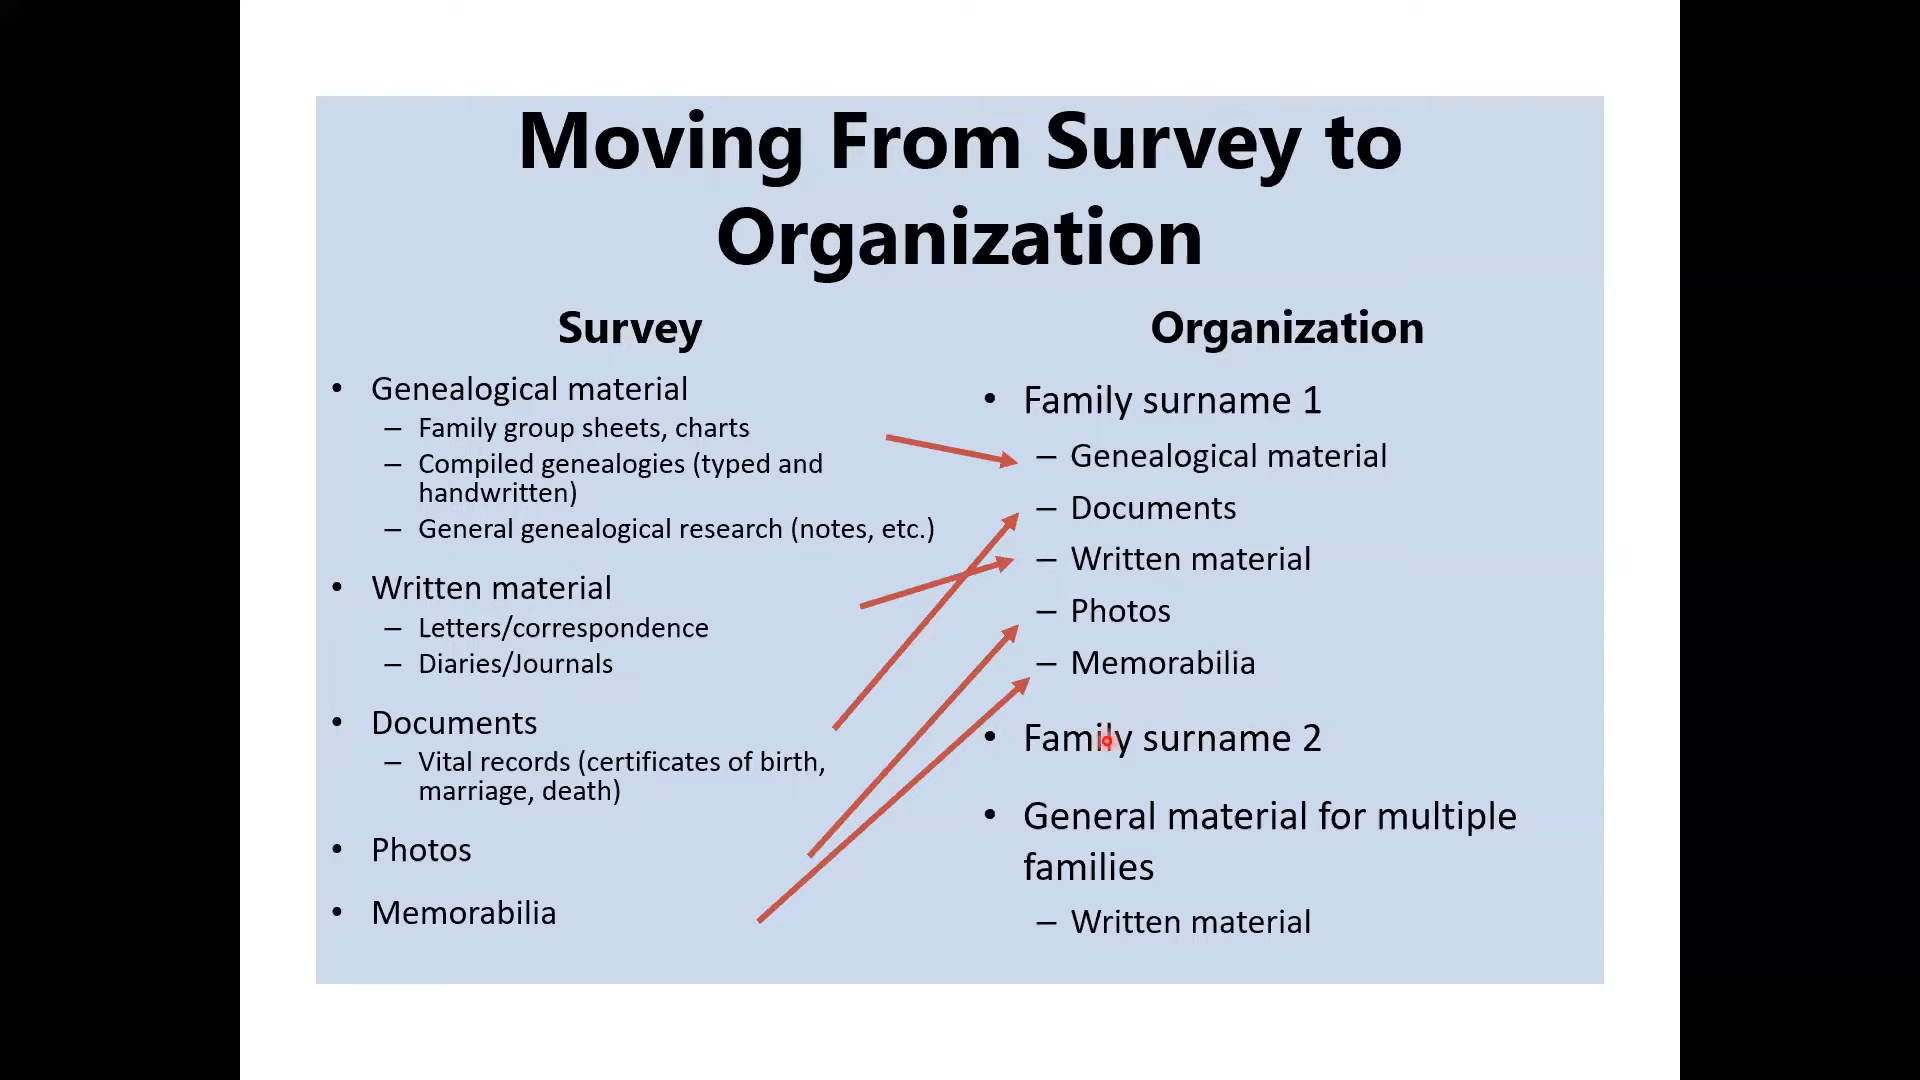 Moving From Survey to
Organization
Survey
• Genealogical material
– Family group sheets, charts
– Compiled genealogies (typed and
handwritten)
– General genealogical research (notes, etc.)
• Written material
– Letters/correspondence
– Diaries/Journals
• Documents
– Vital records (certificates of birth,
marriage, death)
• Photos
• Memorabilia
Organization
• Family surname 1
– Genealogical material
– Documents
– Written material
– Photos
– Memorabilia
• Family surname 2
• General material for multiple
families
– Written material